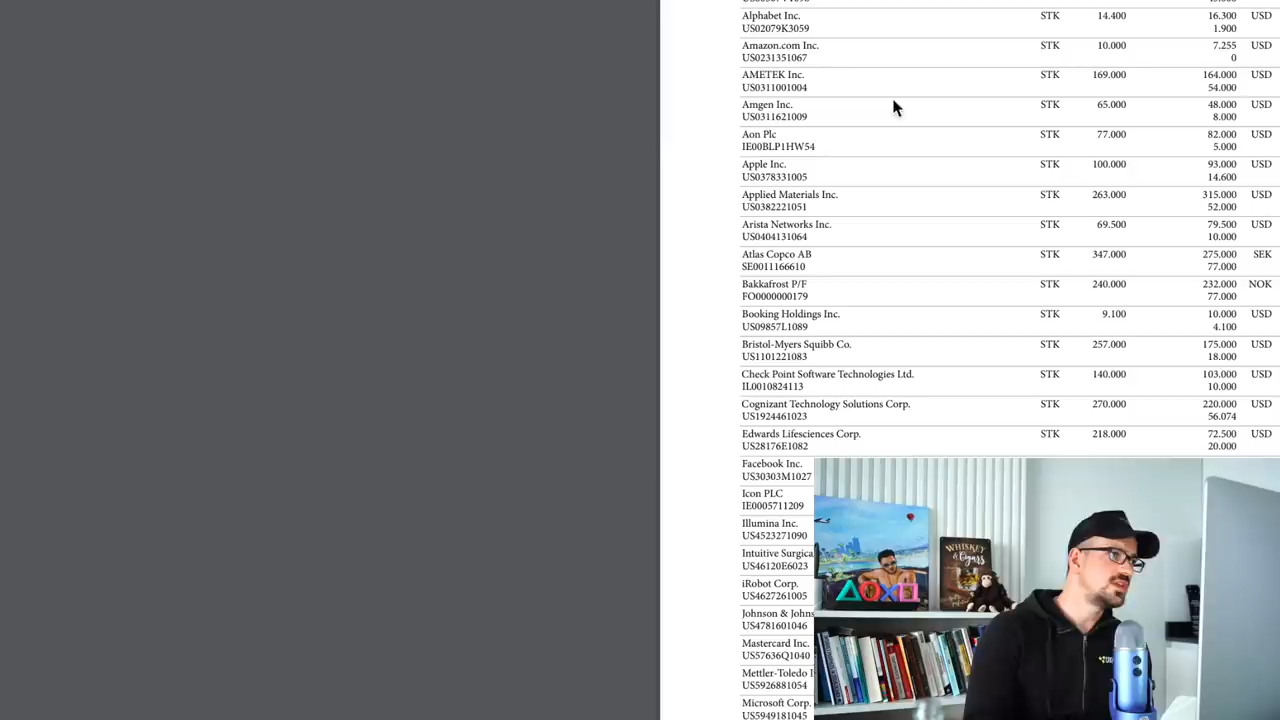 Alphabet Inc. STK 14.400 16.300 USD
US02079K3059 1.900
Amazon.com Inc. STK 10.000 7.255 USD
US0231351067 0
AMETEK Inc. STK 169.000 164.000 USD
US0311001004 54.000
Amgen Inc. STK 65.000 48.000 USD
US0311621009 8.000
Aon Plc STK 77.000 82.000 USD
IE00BLP1HW54 5.000
Apple Inc. STK 100.000 93.000 USD
US0378331005 14.600
Applied Materials Inc. STK 263.000 315.000 USD
US0382221051 52.000
Arista Networks Inc. STK 69.500 79.500 USD
US0404131064 10.000
Atlas Copco AB STK 347.000 275.000 SEK
SE0011166610 77.000
Bakkafrost P/F STK 240.000 232.000 NOK
FO0000000179 77.000
Booking Holdings Inc. STK 9.100 10.000 USD
US09857L1089 4.100
Bristol-Myers Squibb Co. STK 257.000 175.000 USD
US1101221083 18.000
Check Point Software Technologies Ltd. STK 140.000 103.000 USD
IL0010824113 10.000
Cognizant Technology Solutions Corp. STK 270.000 220.000 USD
US1924461023 56.074
Edwards Lifesciences Corp. STK 218.000 72.500 USD
US28176E1082 20.000
Facebook Inc.
US30303M1027
Icon PLC
IE0005711209
Illumina Inc.
US4523271090
Intuitive Surgica
US46120E6023
iRobot Corp.
US4627261005
Johnson & Johns
US4781601046
Mastercard Inc.
US57636Q1040
Mettler-Toledo I
US5926881054
Microsoft Corp.
US5949181045
WHISKEY
& Cigars